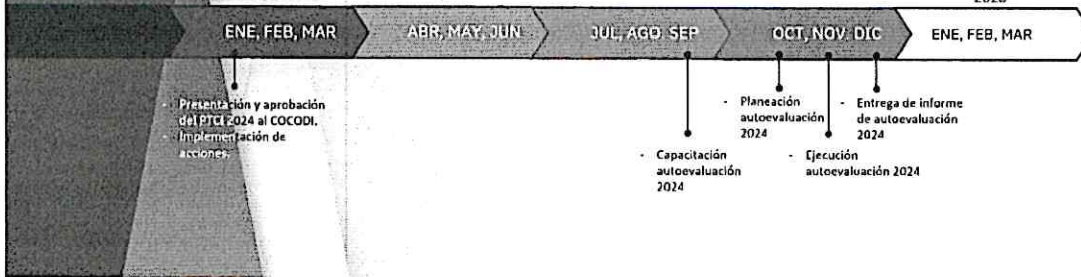 ENE, FEB, MAR
ABR, MAY, JUN
JUL, AGO, SEP
OCT, NOV, DIC
ENE, FEB, MAR
- Presentación y aprobación
del PTCI 2024 al COCODI.
- Implementación de
acciones.
- Capacitación
autoevaluación
2024
- Planeación
autoevaluación
2024
- Ejecución
autoevaluación 2024
- Entrega de informe
de autoevaluación
2024